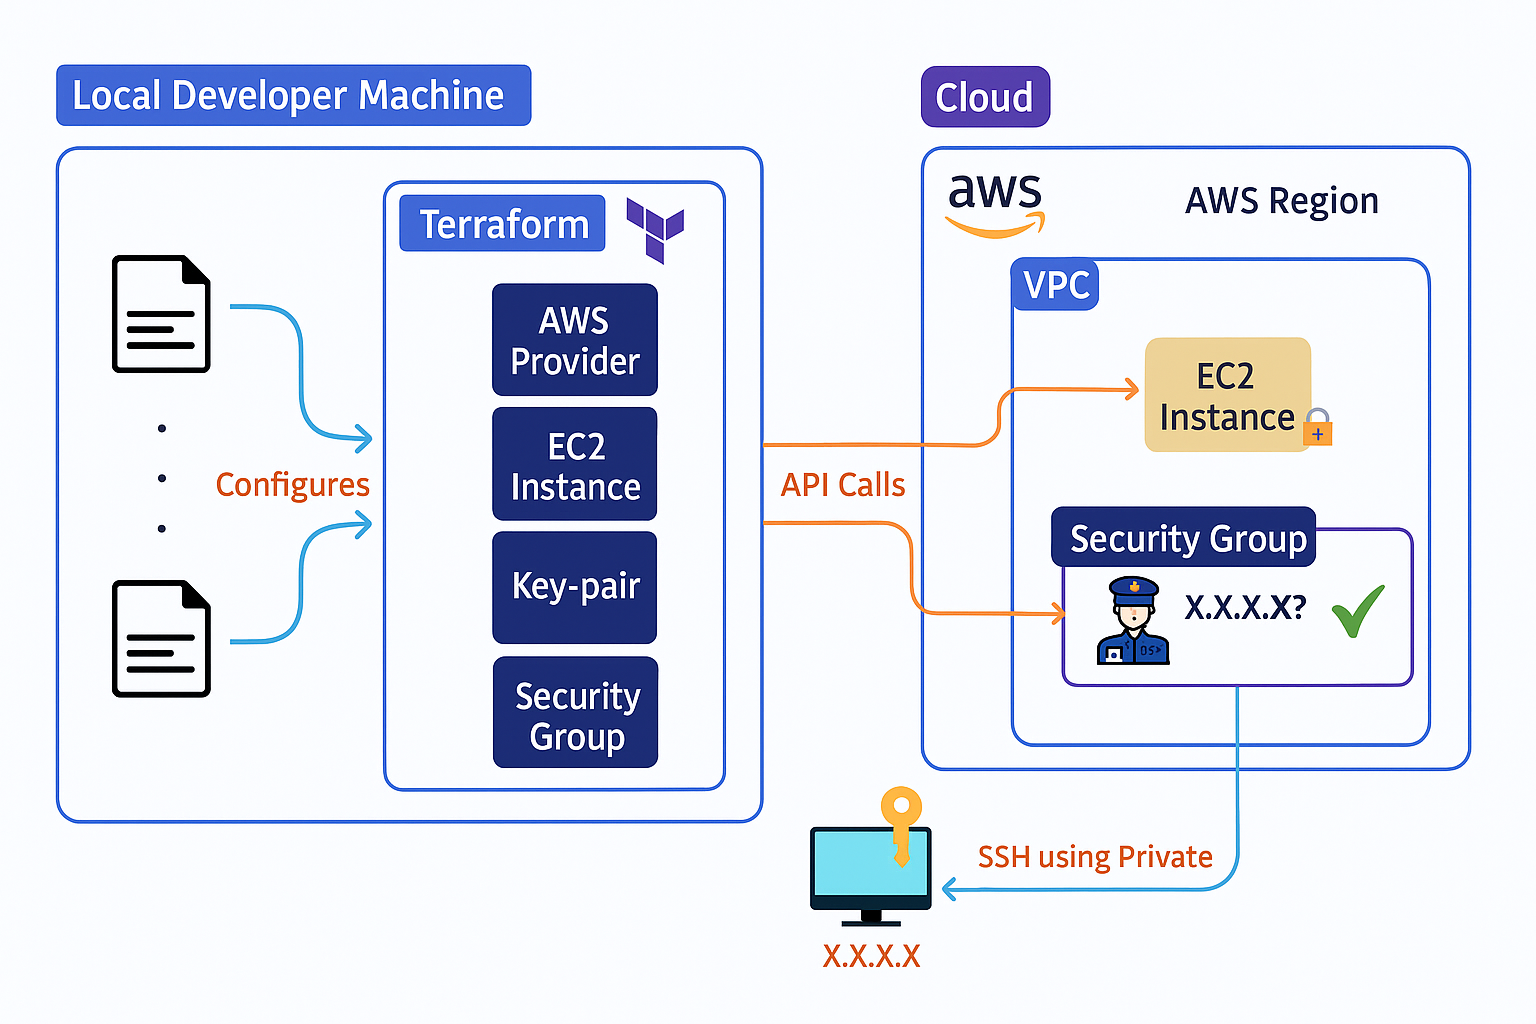 Local Developer Machine
Cloud
aws
AWS Region
Terraform
VPC
AWS
Provider
EC2
Instance
EC2
Instance
Configures
API Calls
Key-pair
Security Group
X.X.X.X?
Security
Group
SSH using Private
X.X.X.X